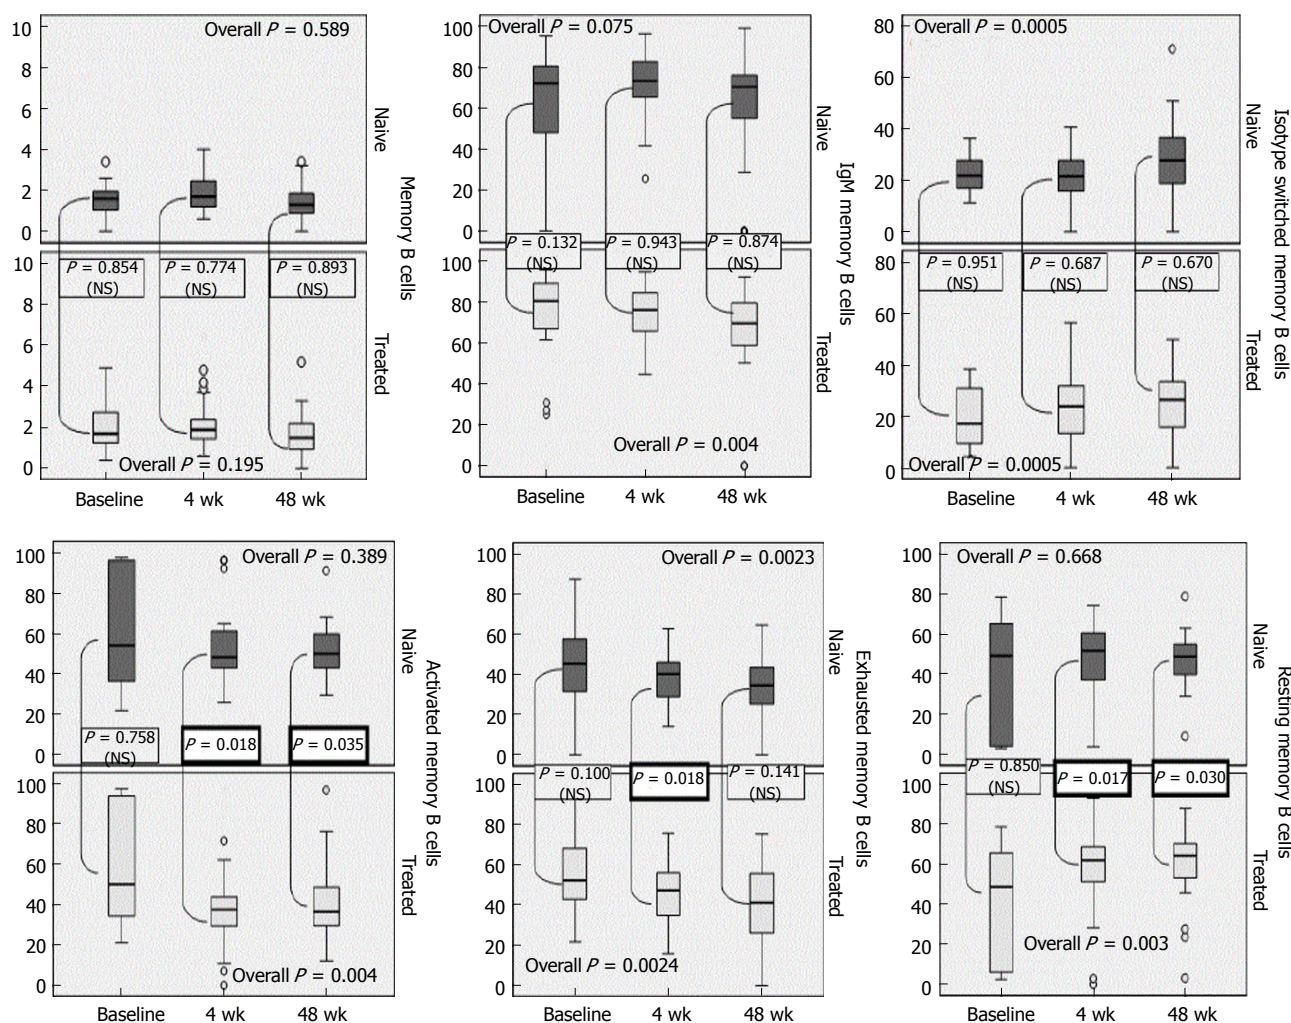 Overall P = 0.589
10
8
6
4
2
0
Naive
P = 0.854
(NS)
P = 0.774
(NS)
P = 0.893
(NS)
Memory B cells
10
8
6
4
2
0
Treated
Overall P = 0.195
Baseline
4 wk
48 wk
Overall P = 0.075
100
80
60
40
20
0
Naive
P = 0.132
(NS)
P = 0.943
(NS)
P = 0.874
(NS)
IgM memory B cells
100
80
60
40
20
0
Treated
Overall P = 0.004
Baseline
4 wk
48 wk
Overall P = 0.0005
80
60
40
20
0
Naive
P = 0.951
(NS)
P = 0.687
(NS)
P = 0.670
(NS)
Isotype switched memory B cells
80
60
40
20
0
Treated
Overall P = 0.0005
Baseline
4 wk
48 wk
Overall P = 0.389
100
80
60
40
20
0
Naive
P = 0.758
(NS)
P = 0.018
P = 0.035
Activated memory B cells
100
80
60
40
20
0
Treated
Overall P = 0.004
Baseline
4 wk
48 wk
Overall P = 0.0023
100
80
60
40
20
0
Naive
P = 0.100
(NS)
P = 0.018
P = 0.141
(NS)
Exhausted memory B cells
100
80
60
40
20
0
Treated
Overall P = 0.0024
Baseline
4 wk
48 wk
Overall P = 0.668
100
80
60
40
20
0
Naive
P = 0.850
(NS)
P = 0.017
P = 0.030
Resting memory B cells
100
80
60
40
20
0
Treated
Overall P = 0.003
Baseline
4 wk
48 wk